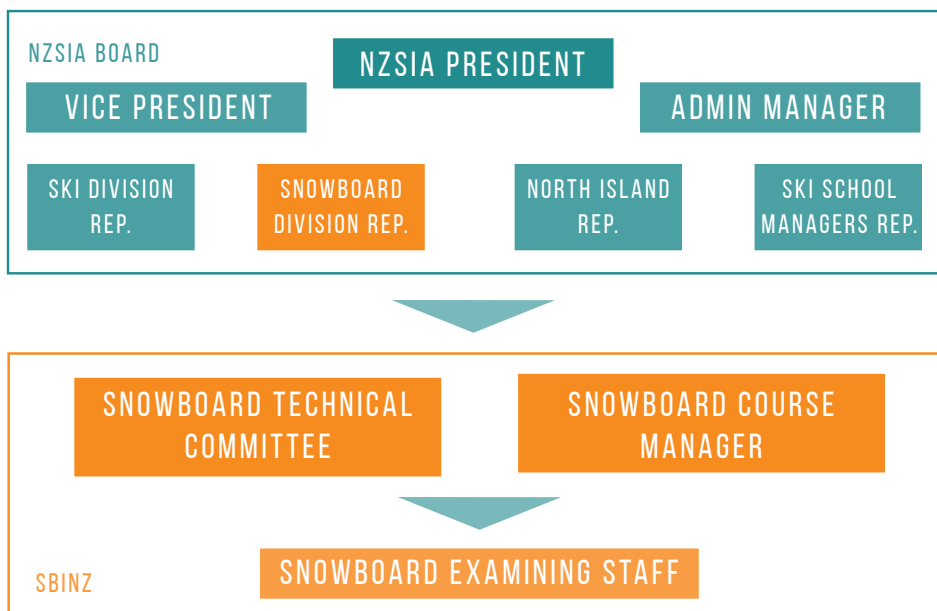 NZSIA BOARD
NZSIA PRESIDENT
VICE PRESIDENT
ADMIN MANAGER
SKI DIVISION
REP.
SNOWBOARD
DIVISION REP.
NORTH ISLAND
REP.
SKI SCHOOL
MANAGERS REP.
SNOWBOARD TECHNICAL
COMMITTEE
SNOWBOARD COURSE
MANAGER
SNOWBOARD EXAMINING STAFF
SBINZ